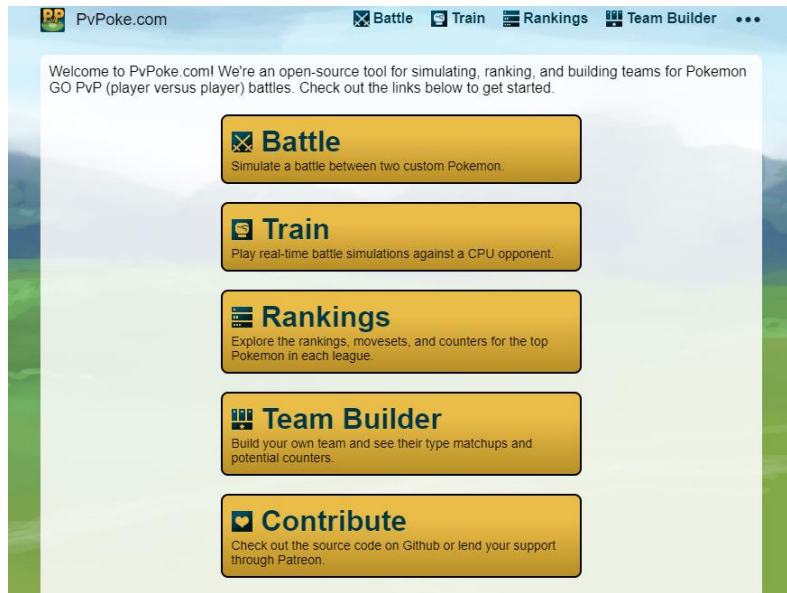 PvPoke.com
Battle
Train
Rankings
Team Builder
Welcome to PvPoke.com! We're an open-source tool for simulating, ranking, and building teams for Pokemon
GO PvP (player versus player) battles. Check out the links below to get started.
Battle
Simulate a battle between two custom Pokemon.
Train
Play real-time battle simulations against a CPU opponent.
Rankings
Explore the rankings, movesets, and counters for the top
Pokemon in each league.
Team Builder
Build your own team and see their type matchups and
potential counters.
Contribute
Check out the source code on Github or lend your support
through Patreon.